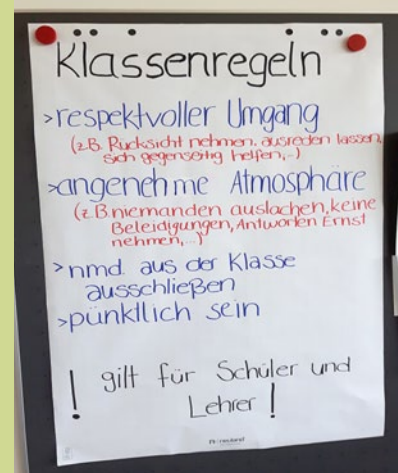 Klassenregeln
>respektvoller Umgang
(z.B. Rücksicht nehmen, ausreden lassen,
sich gegenseitig helfen,..)
>angenehme Atmosphäre
(z.B. niemanden auslachen, keine
Beleidigungen, Antworten Ernst
nehmen,...)
>nmd. aus der Klasse
ausschließen
>pünktlich sein
! gilt für Schüler und
Lehrer!